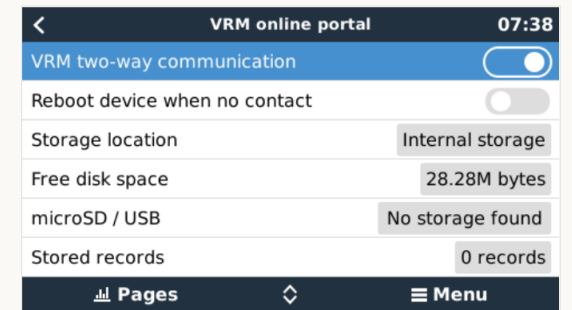 VRM online portal 07:38
VRM two-way communication
Reboot device when no contact
Storage location Internal storage
Free disk space 28.28M bytes
microSD / USB No storage found
Stored records 0 records
Pages Menu